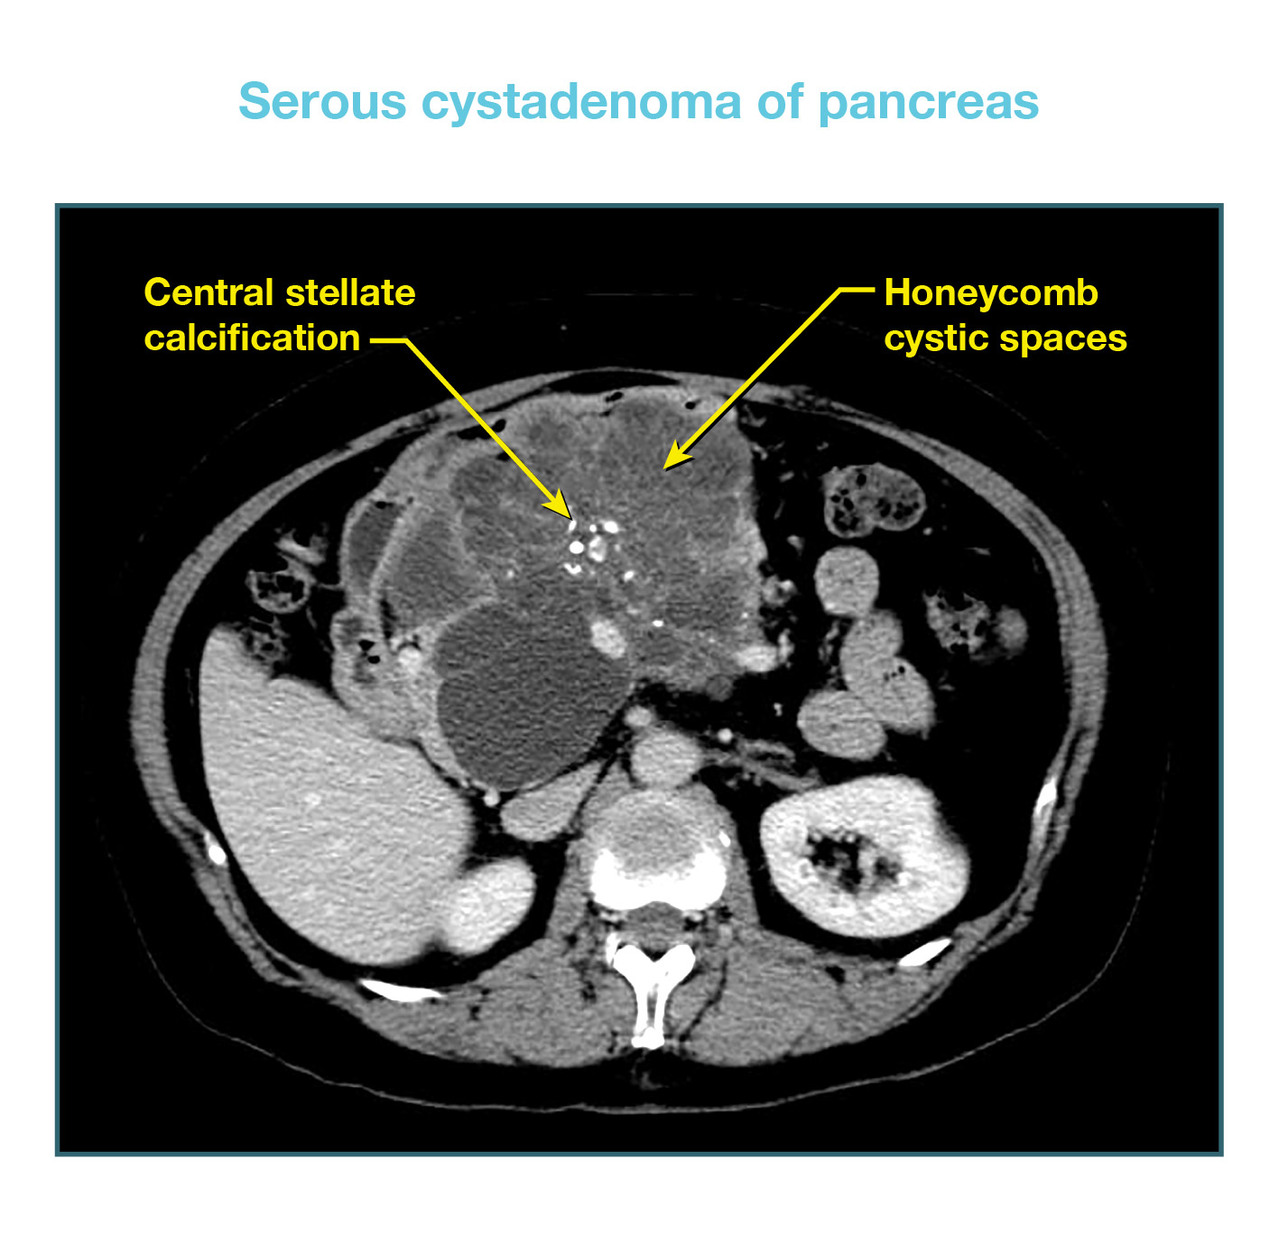 Serous cystadenoma of pancreas
Central stellate
calcification
Honeycomb
cystic spaces